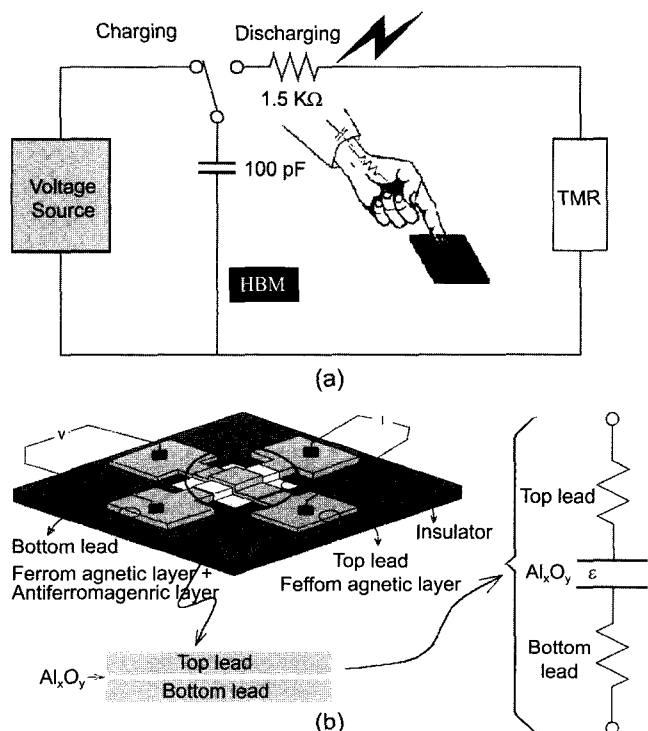 Charging
Discharging
1.5 KΩ
100 pF
Voltage
Source
TMR
HBM
(a)
V
I
Insulator
Bottom lead
Top lead
Ferrom agnetic layer +
Antiferromagenric layer
Feffom agnetic layer
Top lead
AlxOy
Bottom lead
Top lead
AlxOy ε
Bottom lead
(b)